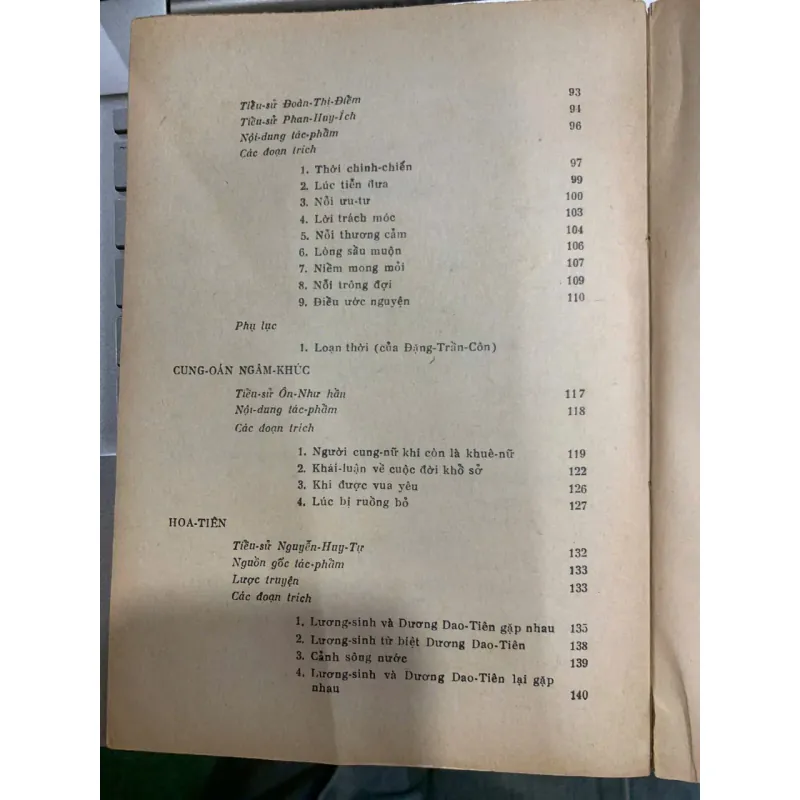 Tiểu-sử Đoàn-Thị-Điểm 93
Tiểu-sử Phan-Huy-Ích 94
Nội-dung tác-phẩm 96
Các đoạn trích
1. Thời chinh-chiến 97
2. Lúc tiễn đưa 99
3. Nỗi ưu-tư 100
4. Lời trách móc 103
5. Nỗi thương cảm 104
6. Lòng sầu muộn 106
7. Niềm mong mỏi 107
8. Nỗi trông đợi 109
9. Điều ước nguyện 110
Phụ lục
1. Loạn thời (của Đặng-Trần-Côn)
CUNG-OÁN NGÂM-KHÚC
Tiểu-sử Ôn-Như hầu 117
Nội-dung tác-phẩm 118
Các đoạn trích
1. Người cung-nữ khi còn là khuê-nữ 119
2. Khái-luận về cuộc đời khổ sở 122
3. Khi được vua yêu 126
4. Lúc bị ruồng bỏ 127
HOA-TIÊN
Tiểu-sử Nguyễn-Huy-Tự 132
Nguồn gốc tác-phẩm 133
Lược truyện 133
Các đoạn trích
1. Lương-sinh và Dương Dao-Tiên gặp nhau 135
2. Lương-sinh từ biệt Dương Dao-Tiên 138
3. Cảnh sông nước 139
4. Lương-sinh và Dương Dao-Tiên lại gặp
nhau 140